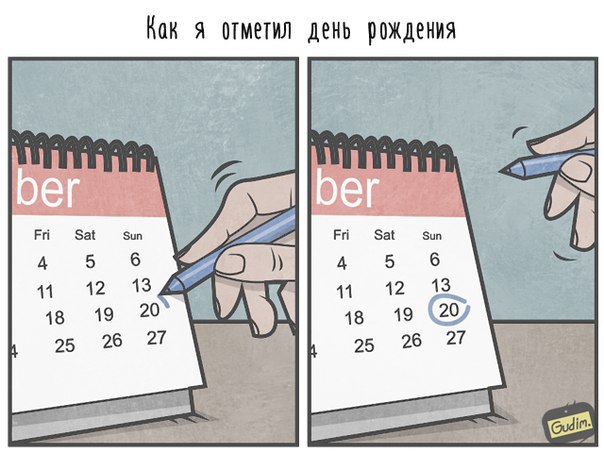 Как я отметил день рождения
ber
Fri Sat Sun
4 5 6
11 12 13
18 19 20
4 25 26 27
ber
Fri Sat Sun
4 5 6
11 12 13
18 19 20
25 26 27
Gudim.